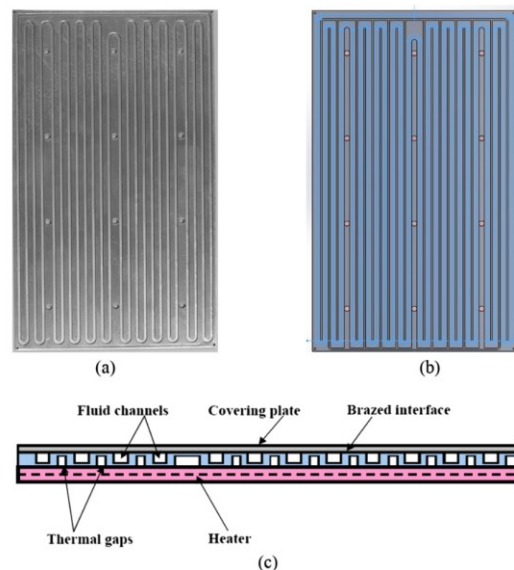 (a)
(b)
Fluid channels
Covering plate
Brazed interface
Thermal gaps
Heater
(c)